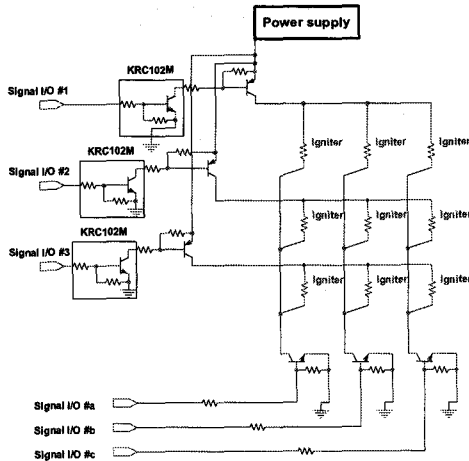 Power supply
KRC102M
Signal I/O #1
Igniter Igniter Igniter
KRC102M
Signal I/O #2
Igniter Igniter Igniter
KRC102M
Signal I/O #3
Igniter Igniter Igniter
Signal I/O #a
Signal I/O #b
Signal I/O #c